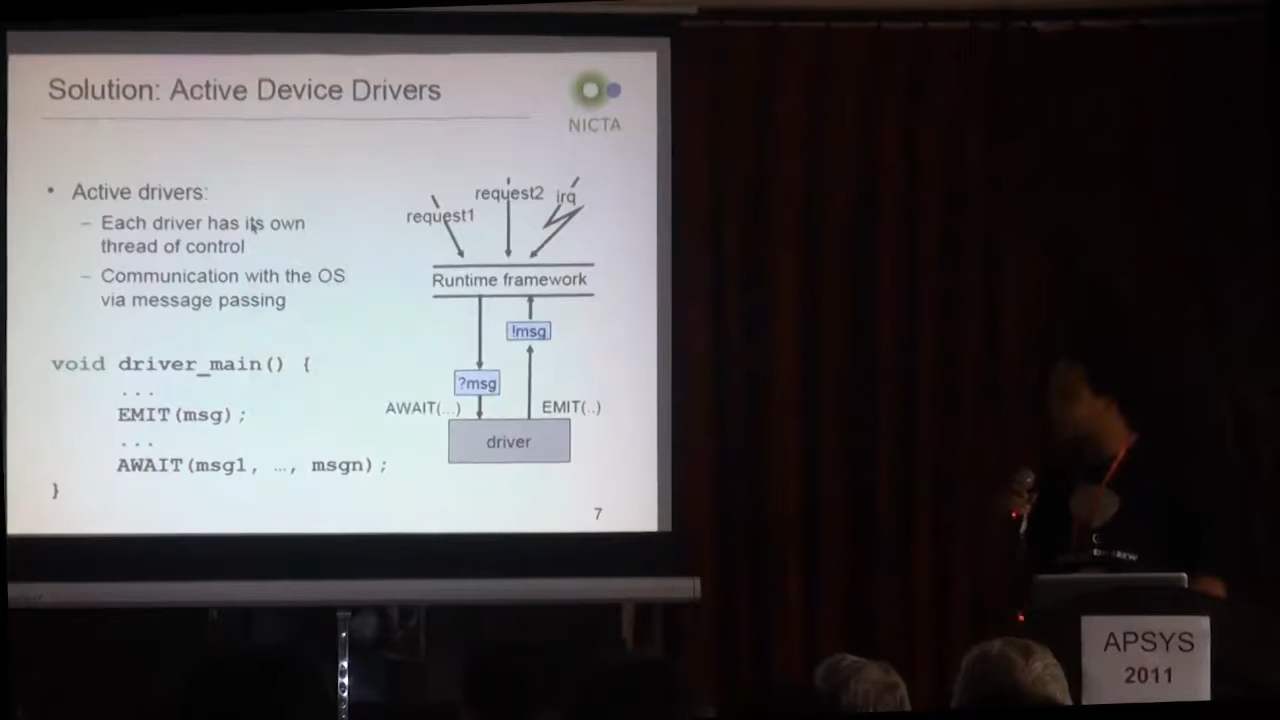 Solution: Active Device Drivers
NICTA
• Active drivers:
– Each driver has its own
thread of control
– Communication with the OS
via message passing
void driver_main() {
...
EMIT(msg);
...
AWAIT(msg1, …, msgn);
}
request1
request2
irq
Runtime framework
!msg
?msg
AWAIT(...)
EMIT(..)
driver
7
APSYS
2011